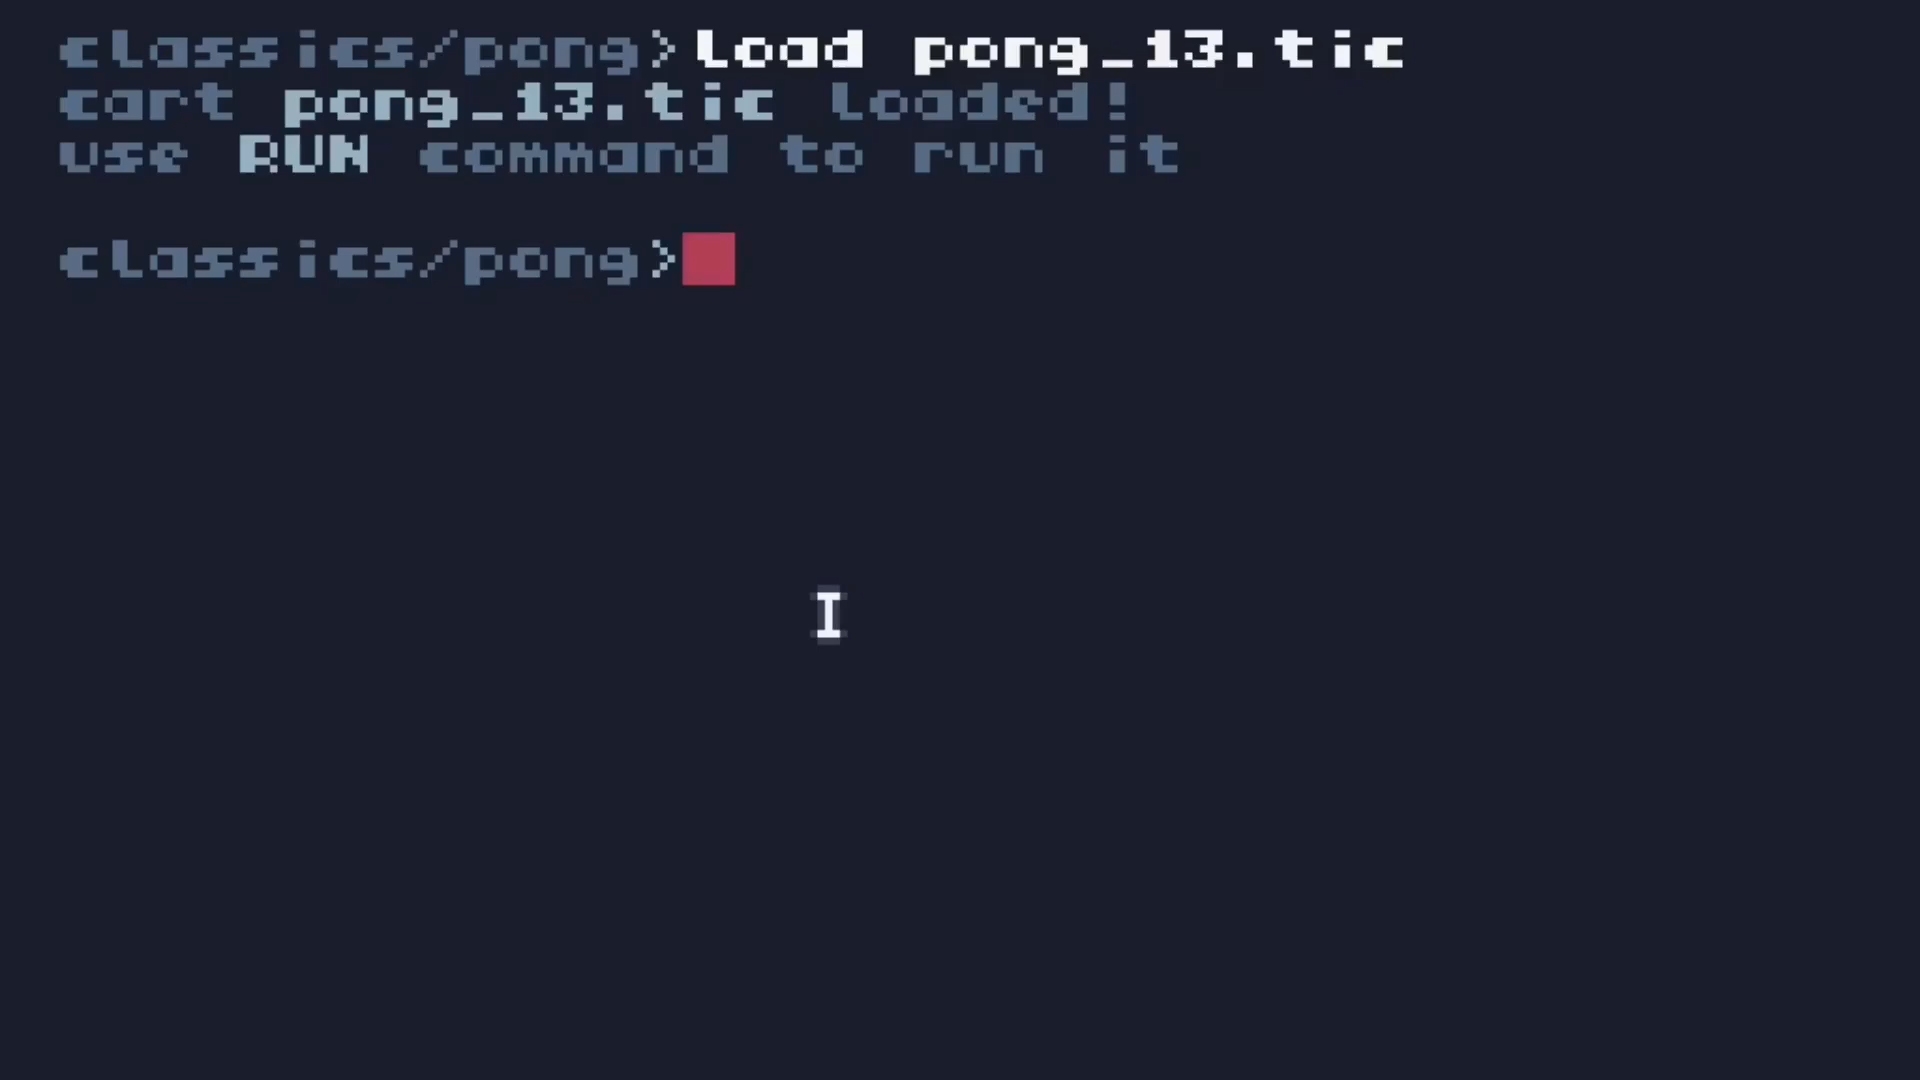 classics/pong>load pong_13.tic
cart pong_13.tic loaded!
use RUN command to run it
classics/pong>